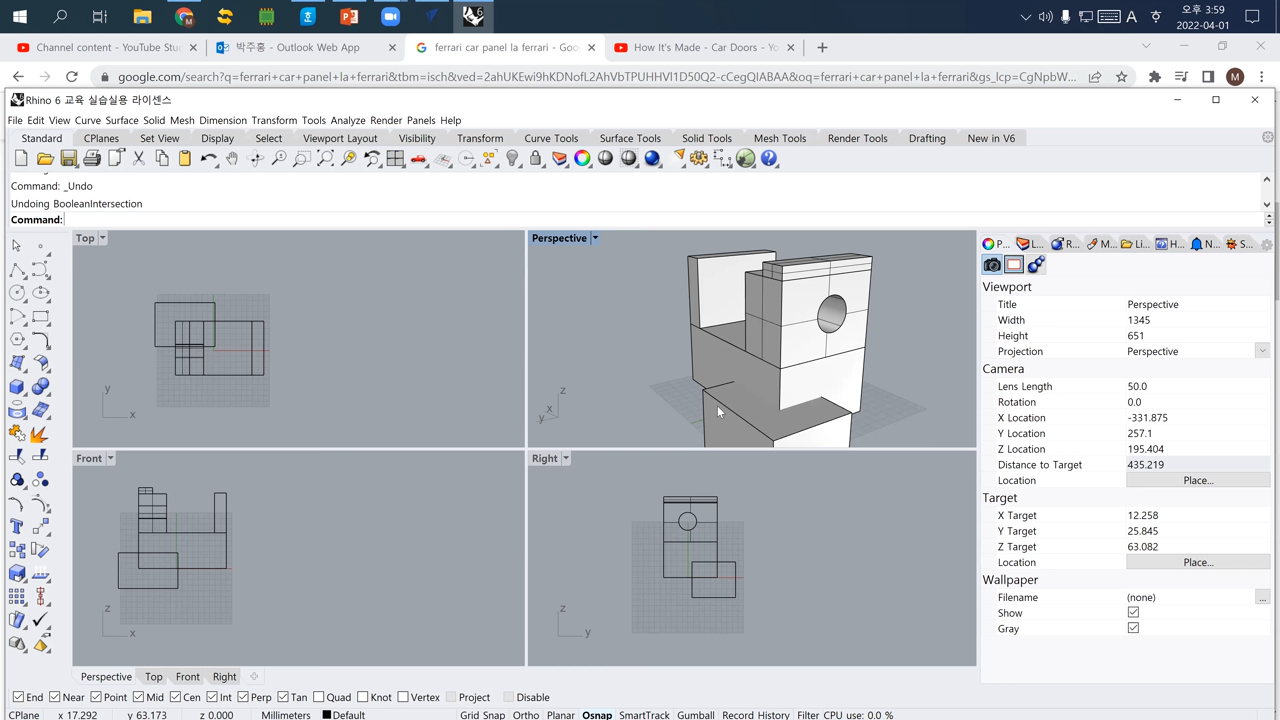 오후 3:59
2022-04-01
Channel content - YouTube Stu
박주홍 - Outlook Web App
ferrari car panel la ferrari - Goo
How It's Made - Car Doors - Yo
google.com/search?q=ferrari+car+panel+la+ferrari&tbm=isch&ved=2ahUKEwi9hKDNofL2AhVbTPUHHVl1D50Q2-cCegQIABAA&oq=ferrari+car+panel+la+ferrari&gs_lcp=CgNpbW...
M
Rhino 6 교육 실습실용 라이센스
File Edit View Curve Surface Solid Mesh Dimension Transform Tools Analyze Render Panels Help
Standard CPlanes Set View Display Select Viewport Layout Visibility Transform Curve Tools Surface Tools Solid Tools Mesh Tools Render Tools Drafting New in V6
Command: _Undo
Undoing BooleanIntersection
Command:
Top
Perspective
P... L... R... M... Li... H... N... S...
Viewport
Title Perspective
Width 1345
Height 651
Projection Perspective
Camera
Lens Length 50.0
Rotation 0.0
X Location -331.875
Y Location 257.1
Z Location 195.404
Distance to Target 435.219
Location Place...
Target
X Target 12.258
Y Target 25.845
Z Target 63.082
Location Place...
Wallpaper
Filename (none) ...
Show
Gray
y
x
z
x
y
Front
Right
z
x
z
y
Perspective Top Front Right
End Near Point Mid Cen Int Perp Tan Quad Knot Vertex Project Disable
CPlane x 17.292 y 63.173 z 0.000 Millimeters Default Grid Snap Ortho Planar Osnap SmartTrack Gumball Record History Filter CPU use: 0.0 %